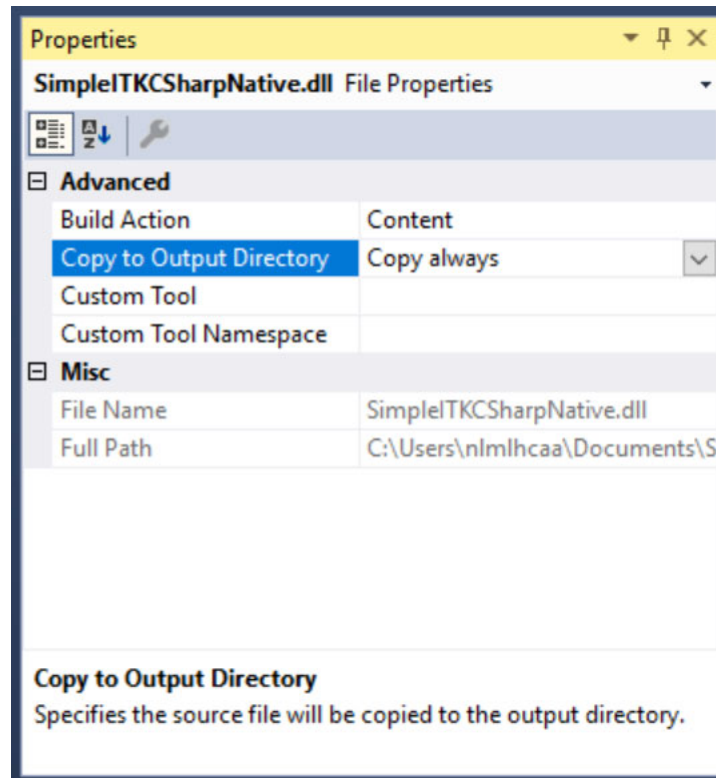 Properties
SimpleITKCSharpNative.dll File Properties
Advanced
Build Action Content
Copy to Output Directory Copy always
Custom Tool
Custom Tool Namespace
Misc
File Name SimpleITKCSharpNative.dll
Full Path C:\Users\nlmlhcaa\Documents\S
Copy to Output Directory
Specifies the source file will be copied to the output directory.